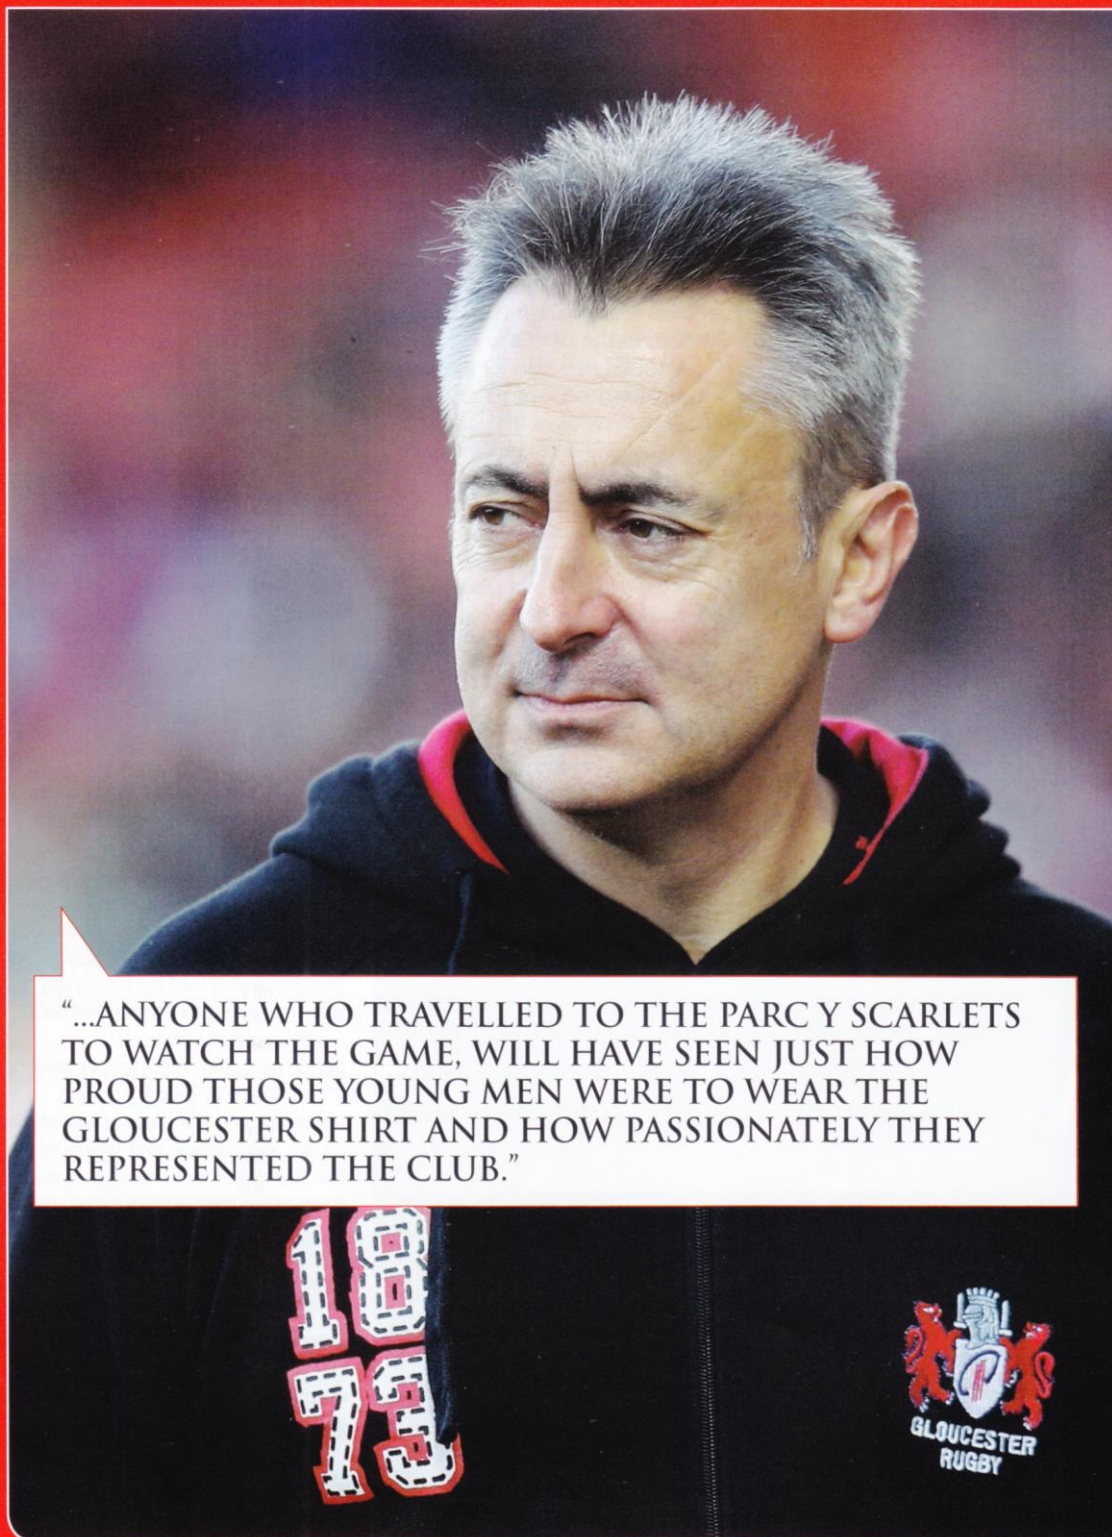 “...ANYONE WHO TRAVELLED TO THE PARC Y SCARLETS
TO WATCH THE GAME, WILL HAVE SEEN JUST HOW
PROUD THOSE YOUNG MEN WERE TO WEAR THE
GLOUCESTER SHIRT AND HOW PASSIONATELY THEY
REPRESENTED THE CLUB.”
18
73
GLOUCESTER
RUGBY